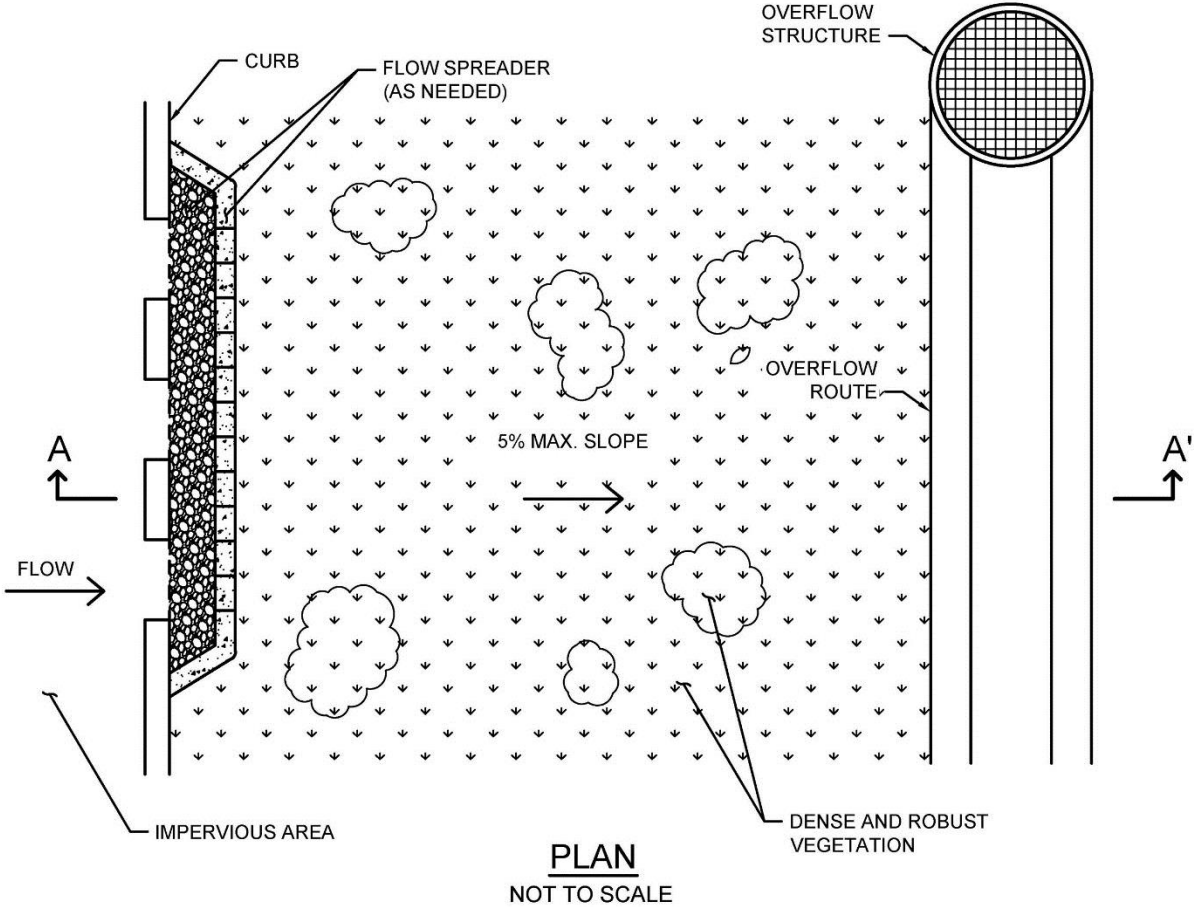 OVERFLOW
STRUCTURE
CURB
FLOW SPREADER
(AS NEEDED)
OVERFLOW
ROUTE
5% MAX. SLOPE
A
A'
FLOW
IMPERVIOUS AREA
DENSE AND ROBUST
VEGETATION
PLAN
NOT TO SCALE